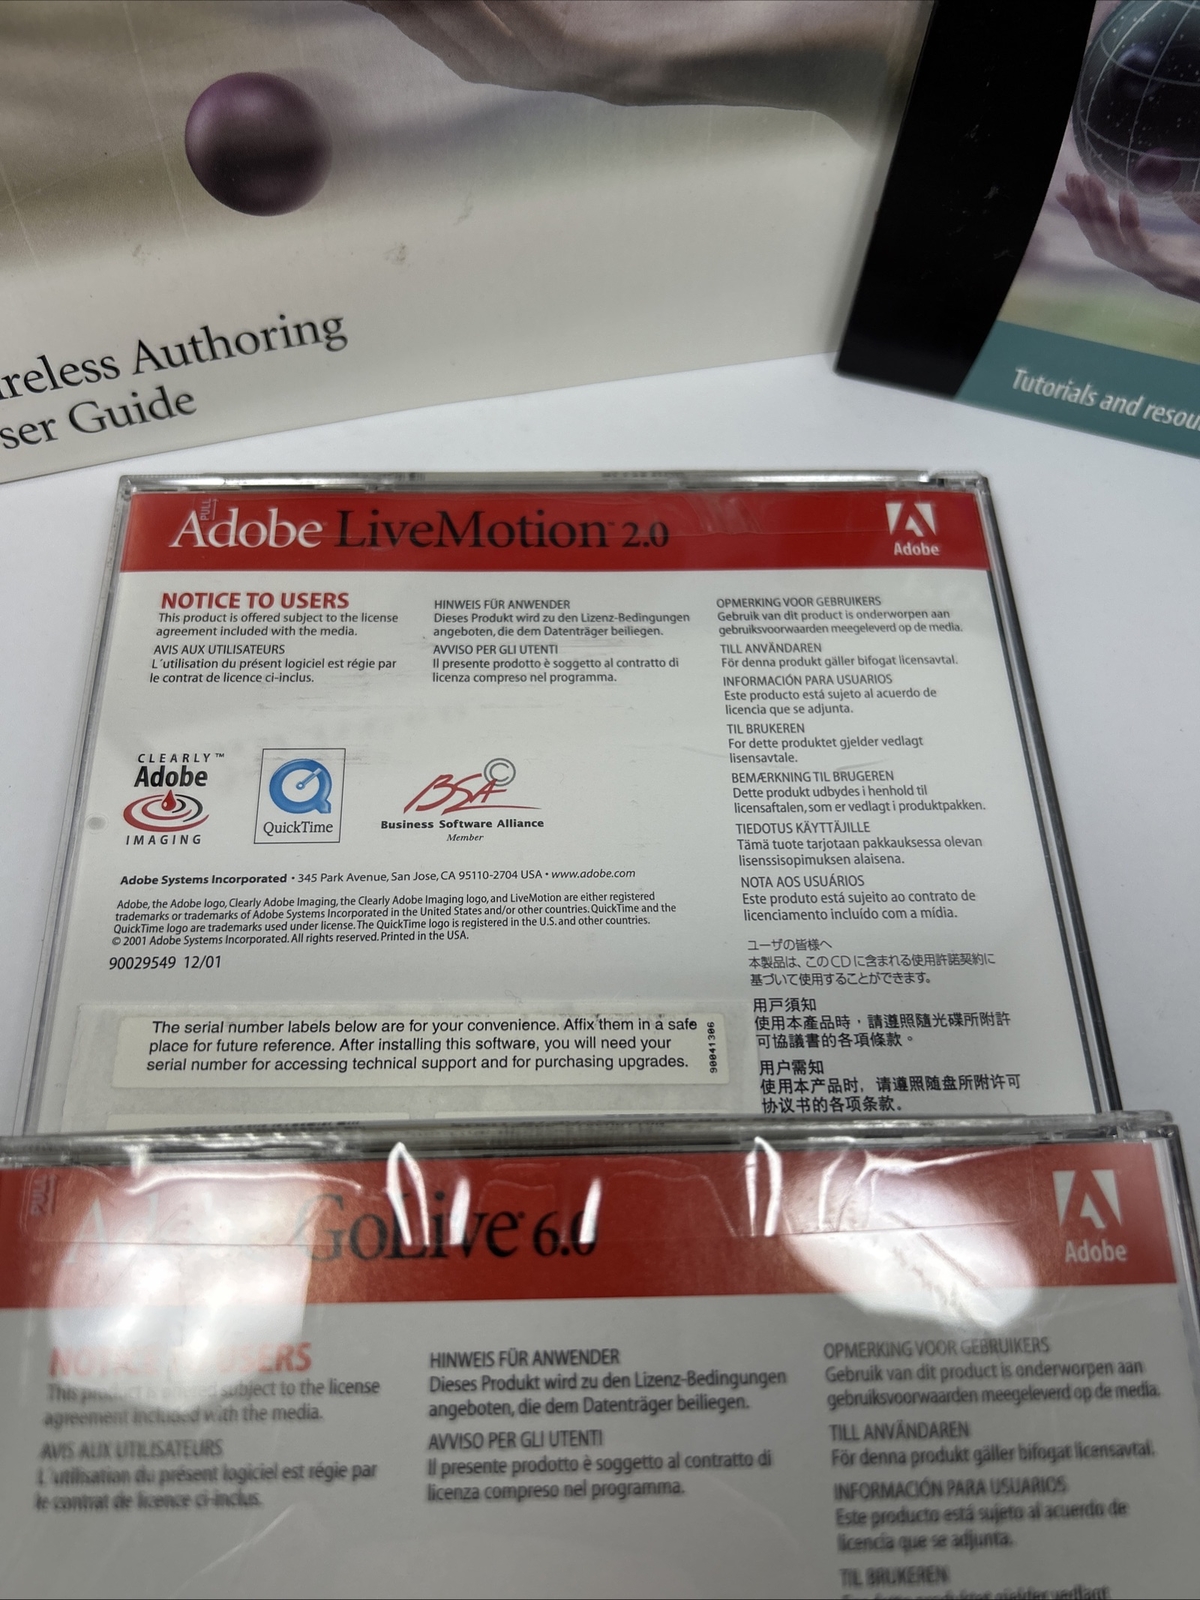 Authoring
Guide
Tutorials and
PULL
Adobe LiveMotion™ 2.0
Adobe
NOTICE TO USERS
This product is offered subject to the license
agreement included with the media.
AVIS AUX UTILISATEURS
L'utilisation du présent logiciel est régie par
le contrat de licence ci-inclus.
HINWEIS FÜR ANWENDER
Dieses Produkt wird zu den Lizenz-Bedingungen
angeboten, die dem Datenträger beiliegen.
AVVISO PER GLI UTENTI
Il presente prodotto è soggetto al contratto di
licenza compreso nel programma.
OPMERKING VOOR GEBRUIKERS
Gebruik van dit product is onderworpen aan
gebruiksvoorwaarden meegeleverd op de media.
TILL ANVÄNDAREN
För denna produkt gäller bifogat licensavtal.
INFORMACIÓN PARA USUARIOS
Este producto está sujeto al acuerdo de
licencia que se adjunta.
TIL BRUKEREN
For dette produktet gjelder vedlagt
lisensavtale.
BEMÆRKNING TIL BRUGEREN
Dette produkt udbydes i henhold til
licensaftalen, som er vedlagt i produktpakken.
TIEDOTUS KÄYTTÄJILLE
Tämä tuote tarjotaan pakkauksessa olevan
lisenssisopimuksen alaisena.
NOTA AOS USUÁRIOS
Este produto está sujeito ao contrato de
licenciamento incluído com a mídia.
ユーザの皆様へ
本製品は、このCDに含まれる使用許諾契約に
基づいて使用することができます。
用戶須知
使用本產品時，請遵照隨光碟所附許
可協議書的各項條款。
用户需知
使用本产品时，请遵照随盘所附许可
协议书的各项条款。
CLEARLY™
Adobe
IMAGING
QuickTime
BSA ©
Business Software Alliance
Member
Adobe Systems Incorporated • 345 Park Avenue, San Jose, CA 95110-2704 USA • www.adobe.com
Adobe, the Adobe logo, Clearly Adobe Imaging, the Clearly Adobe Imaging logo, and LiveMotion are either registered
trademarks or trademarks of Adobe Systems Incorporated in the United States and/or other countries. QuickTime and the
QuickTime logo are trademarks used under license. The QuickTime logo is registered in the U.S. and other countries.
© 2001 Adobe Systems Incorporated. All rights reserved. Printed in the USA.
90029549 12/01
The serial number labels below are for your convenience. Affix them in a safe
place for future reference. After installing this software, you will need your
serial number for accessing technical support and for purchasing upgrades.
90041306
PULL
Adobe GoLive® 6.0
Adobe
NOTICE TO USERS
This product is offered subject to the license
agreement included with the media.
AVIS AUX UTILISATEURS
L'utilisation du présent logiciel est régie par
le contrat de licence ci-inclus.
HINWEIS FÜR ANWENDER
Dieses Produkt wird zu den Lizenz-Bedingungen
angeboten, die dem Datenträger beiliegen.
AVVISO PER GLI UTENTI
Il presente prodotto è soggetto al contratto di
licenza compreso nel programma.
OPMERKING VOOR GEBRUIKERS
Gebruik van dit product is onderworpen aan
gebruiksvoorwaarden meegeleverd op de media.
TILL ANVÄNDAREN
För denna produkt gäller bifogat licensavtal.
INFORMACIÓN PARA USUARIOS
Este producto está sujeto al acuerdo de
licencia que se adjunta.
TIL BRUKEREN